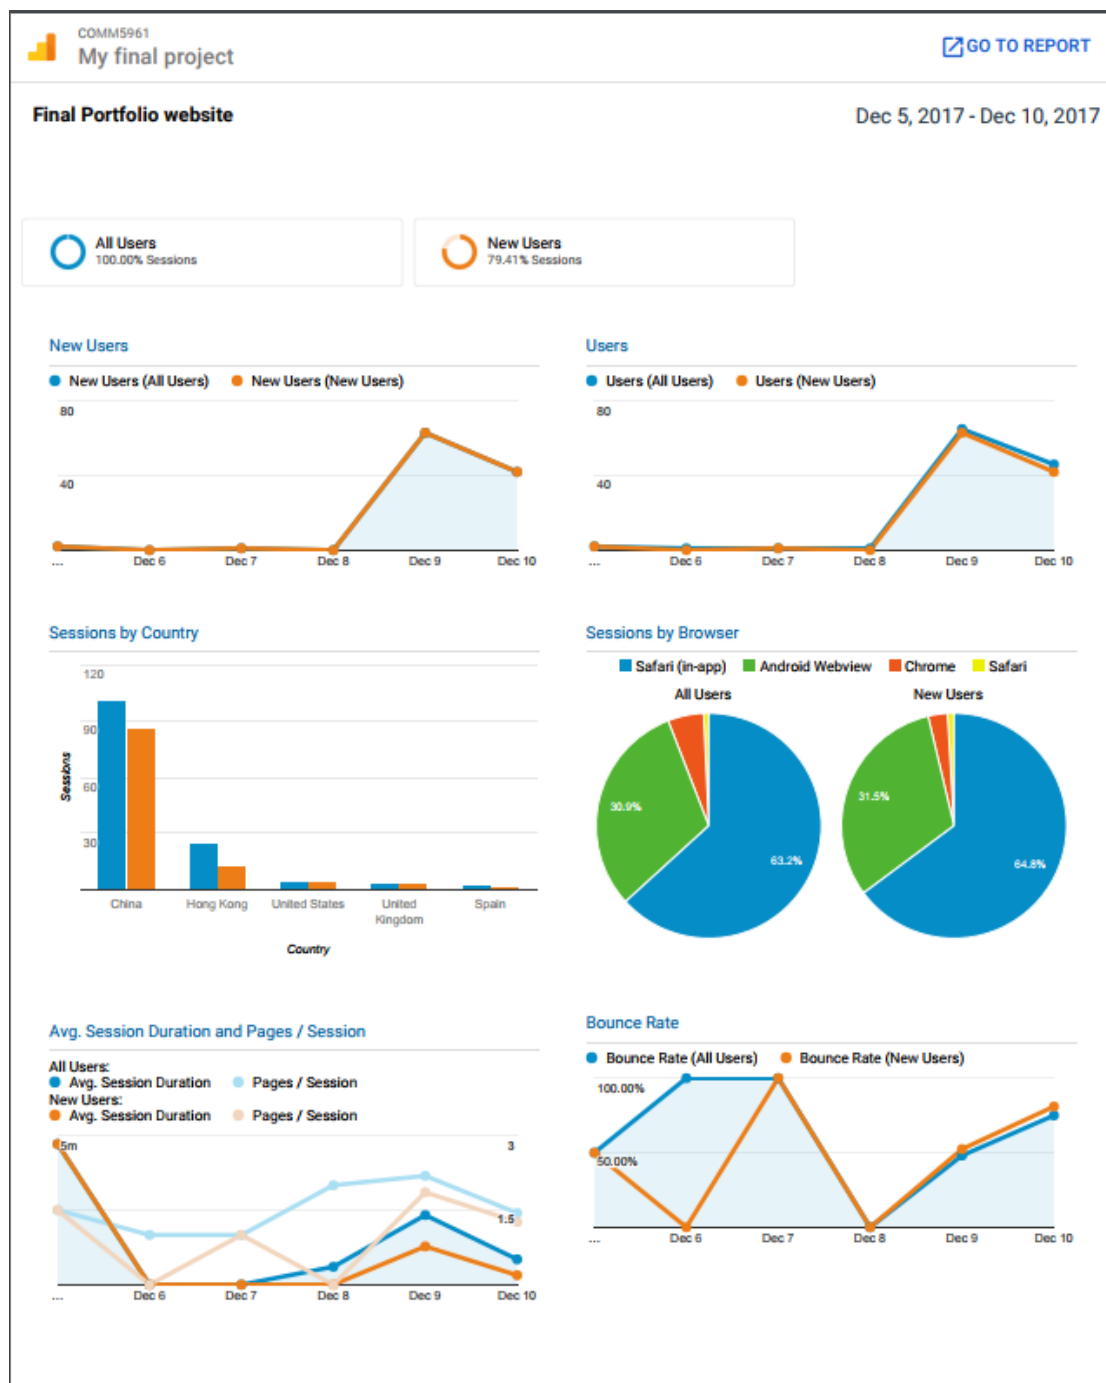 COMM5961
My final project
GO TO REPORT
Final Portfolio website
Dec 5, 2017 - Dec 10, 2017
All Users
100.00% Sessions
New Users
79.41% Sessions
New Users
New Users (All Users) New Users (New Users)
80
40
... Dec 6 Dec 7 Dec 8 Dec 9 Dec 10
Users
Users (All Users) Users (New Users)
80
40
... Dec 6 Dec 7 Dec 8 Dec 9 Dec 10
Sessions by Country
120
90
60
30
Sessions
China Hong Kong United States United Kingdom Spain
Country
Sessions by Browser
Safari (in-app) Android Webview Chrome Safari
All Users New Users
30.9% 63.2%
31.5% 64.8%
Avg. Session Duration and Pages / Session
All Users:
Avg. Session Duration Pages / Session
New Users:
Avg. Session Duration Pages / Session
5m 3
1.5
... Dec 6 Dec 7 Dec 8 Dec 9 Dec 10
Bounce Rate
Bounce Rate (All Users) Bounce Rate (New Users)
100.00%
50.00%
... Dec 6 Dec 7 Dec 8 Dec 9 Dec 10